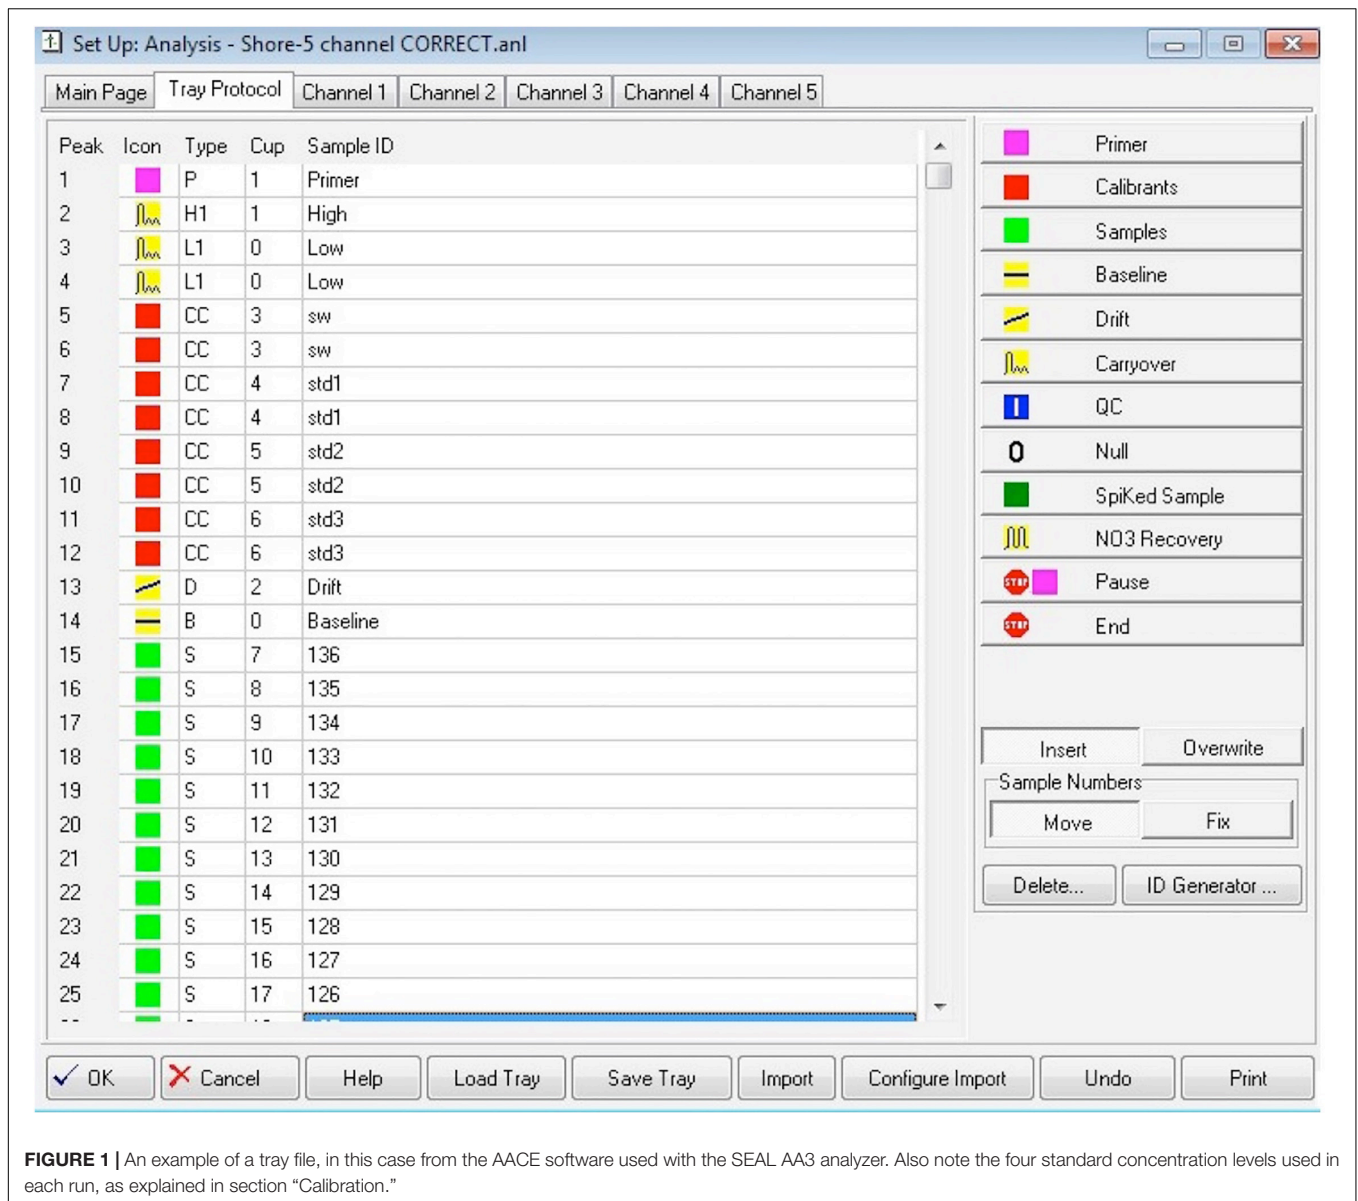 Set Up: Analysis - Shore-5 channel CORRECT.anl
Main Page Tray Protocol Channel 1 Channel 2 Channel 3 Channel 4 Channel 5
Peak Icon Type Cup Sample ID
1 P 1 Primer
2 H1 1 High
3 L1 0 Low
4 L1 0 Low
5 CC 3 sw
6 CC 3 sw
7 CC 4 std1
8 CC 4 std1
9 CC 5 std2
10 CC 5 std2
11 CC 6 std3
12 CC 6 std3
13 D 2 Drift
14 B 0 Baseline
15 S 7 136
16 S 8 135
17 S 9 134
18 S 10 133
19 S 11 132
20 S 12 131
21 S 13 130
22 S 14 129
23 S 15 128
24 S 16 127
25 S 17 126
Primer
Calibrants
Samples
Baseline
Drift
Carryover
QC
0 Null
SpiKed Sample
NO3 Recovery
STOP Pause
STOP End
Insert Overwrite
Sample Numbers
Move Fix
Delete... ID Generator ...
OK Cancel Help Load Tray Save Tray Import Configure Import Undo Print
FIGURE 1 | An example of a tray file, in this case from the AACE software used with the SEAL AA3 analyzer. Also note the four standard concentration levels used in
each run, as explained in section “Calibration.”